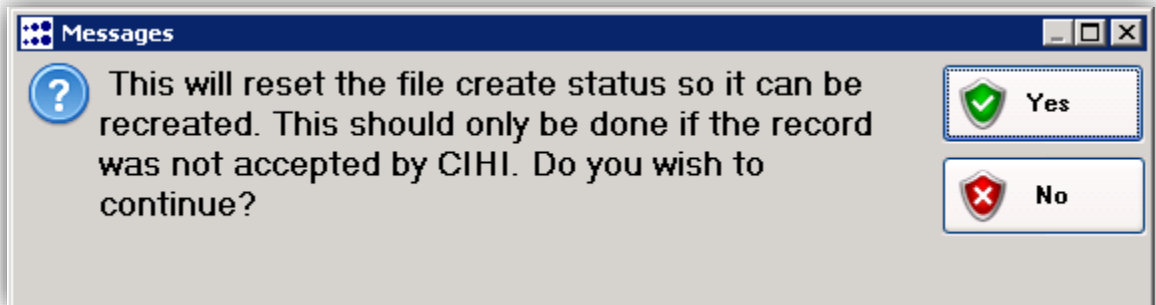 Messages
This will reset the file create status so it can be
recreated. This should only be done if the record
was not accepted by CIHI. Do you wish to
continue?
Yes
No